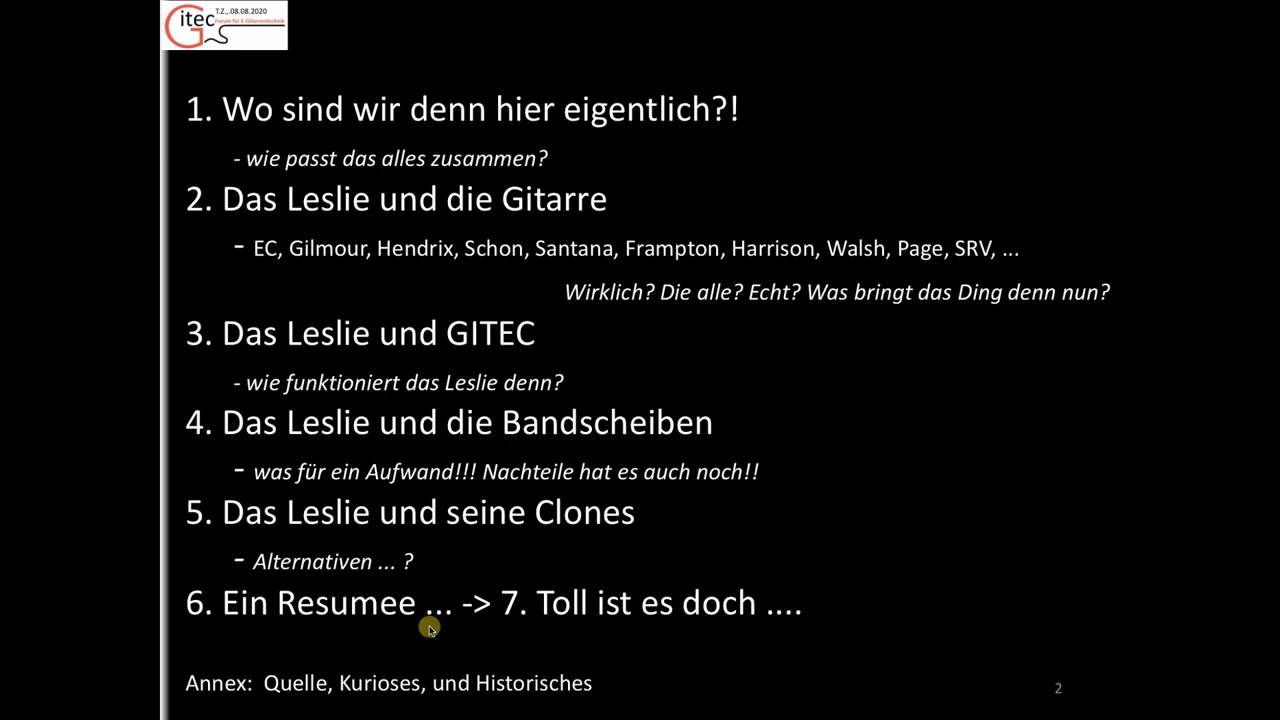 T.Z.,.08.08.2020
Gitec
Forum für E-Gitarrentechnik
1. Wo sind wir denn hier eigentlich?!
- wie passt das alles zusammen?
2. Das Leslie und die Gitarre
- EC, Gilmour, Hendrix, Schon, Santana, Frampton, Harrison, Walsh, Page, SRV, ...
Wirklich? Die alle? Echt? Was bringt das Ding denn nun?
3. Das Leslie und GITEC
- wie funktioniert das Leslie denn?
4. Das Leslie und die Bandscheiben
- was für ein Aufwand!!! Nachteile hat es auch noch!!
5. Das Leslie und seine Clones
- Alternativen ... ?
6. Ein Resumee ... -> 7. Toll ist es doch ....
Annex: Quelle, Kurioses, und Historisches
2